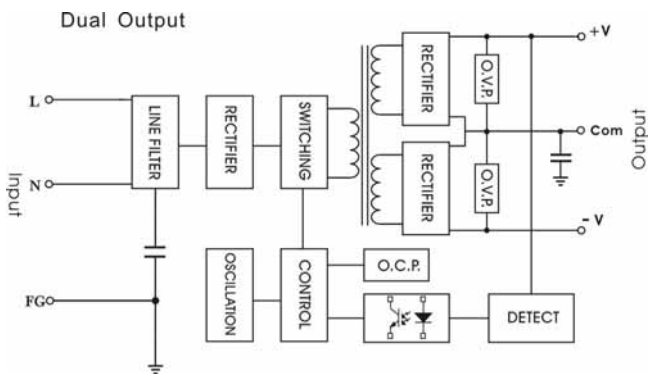 Dual Output
L
N
FG
Input
LINE FILTER
RECTIFIER
SWITCHING
RECTIFIER
RECTIFIER
O.V.P.
O.V.P.
+V
Com
- V
Output
OSCILLATION
CONTROL
O.C.P.
DETECT